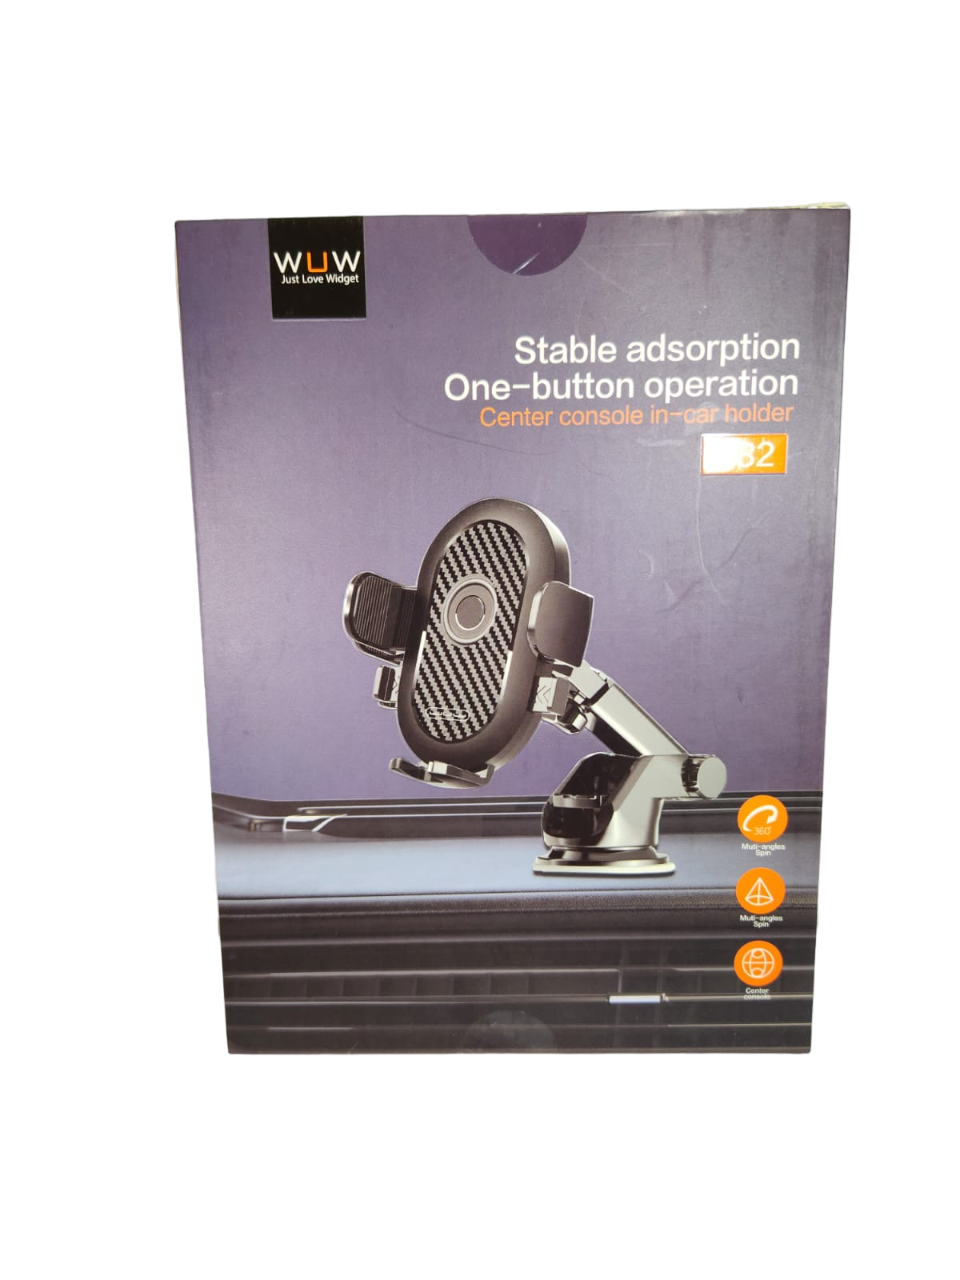 WUW
Just Love Widget
Stable adsorption
One-button operation
Center console in-car holder
360°
Muti-angles
Spin
Muti-angles
Spin
Center
console